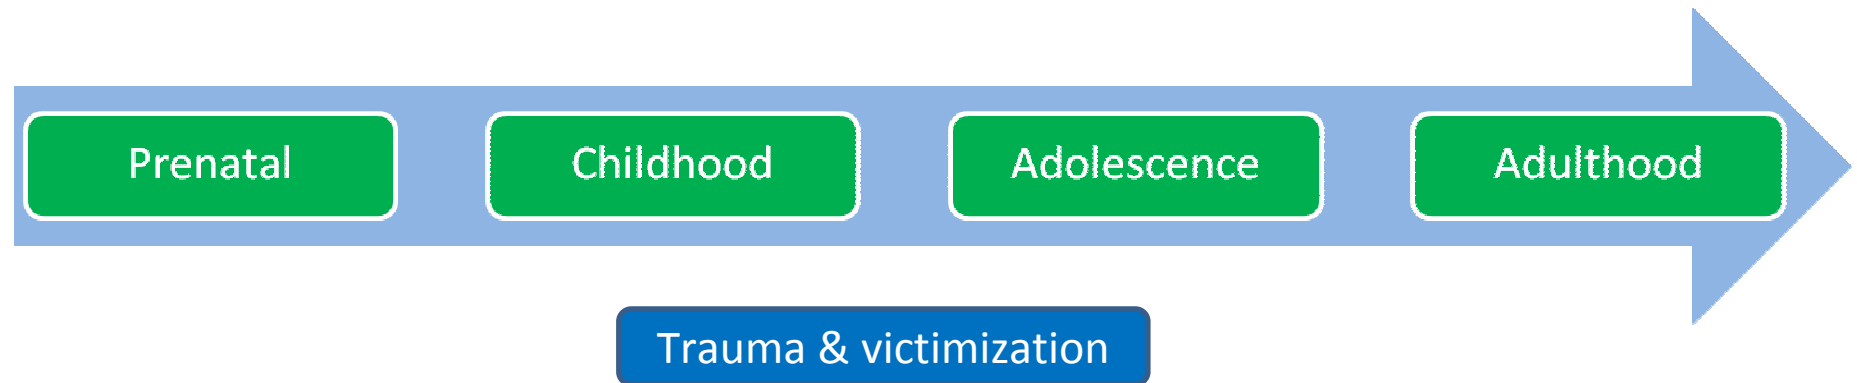 Prenatal
Childhood
Adolescence
Adulthood
Trauma & victimization